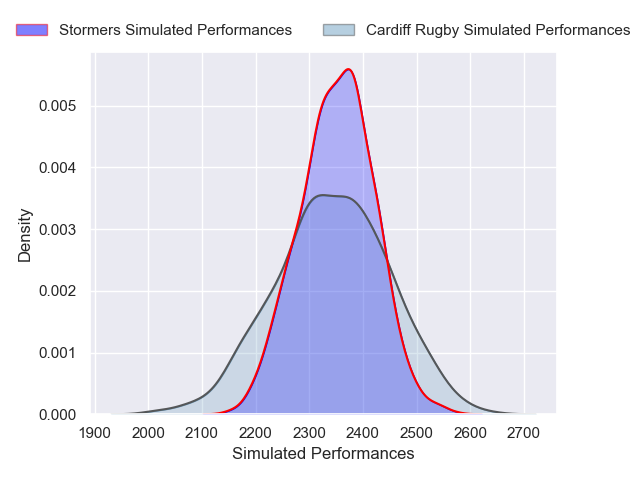 Stormers Simulated Performances Cardiff Rugby Simulated Performances
0.005
0.004
0.003
0.002
0.001
0.000
Density
1900 2000 2100 2200 2300 2400 2500 2600 2700
Simulated Performances